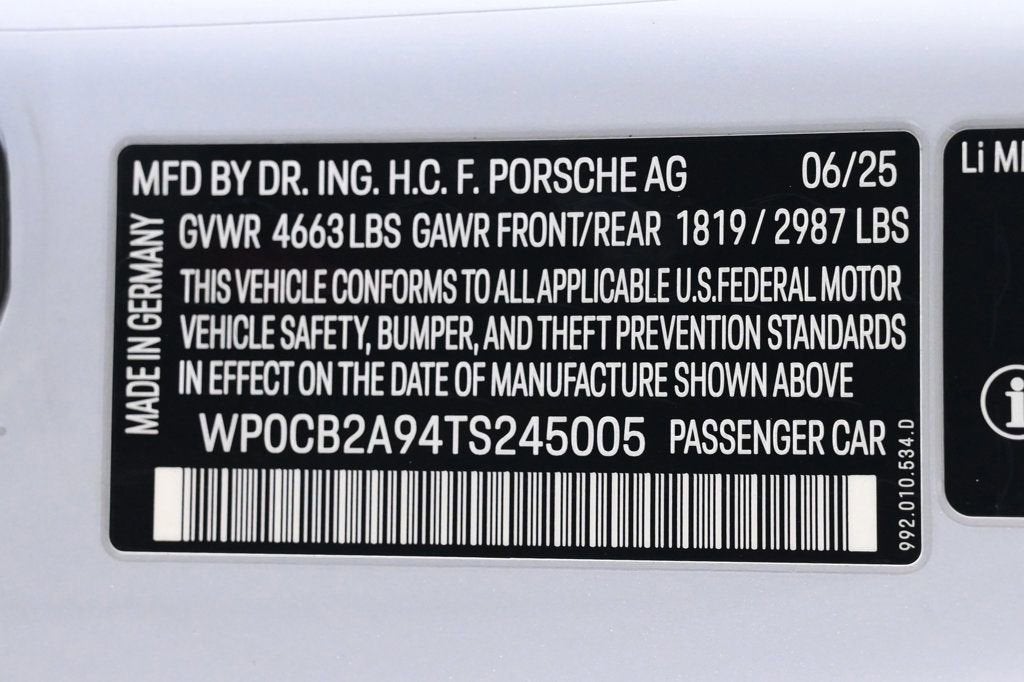 MFD BY DR. ING. H.C. F. PORSCHE AG 06/25
GVWR 4663 LBS GAWR FRONT/REAR 1819 / 2987 LBS
THIS VEHICLE CONFORMS TO ALL APPLICABLE U.S. FEDERAL MOTOR
VEHICLE SAFETY, BUMPER, AND THEFT PREVENTION STANDARDS
IN EFFECT ON THE DATE OF MANUFACTURE SHOWN ABOVE
WP0CB2A94TS245005 PASSENGER CAR
MADE IN GERMANY
992.010.534.D
Li